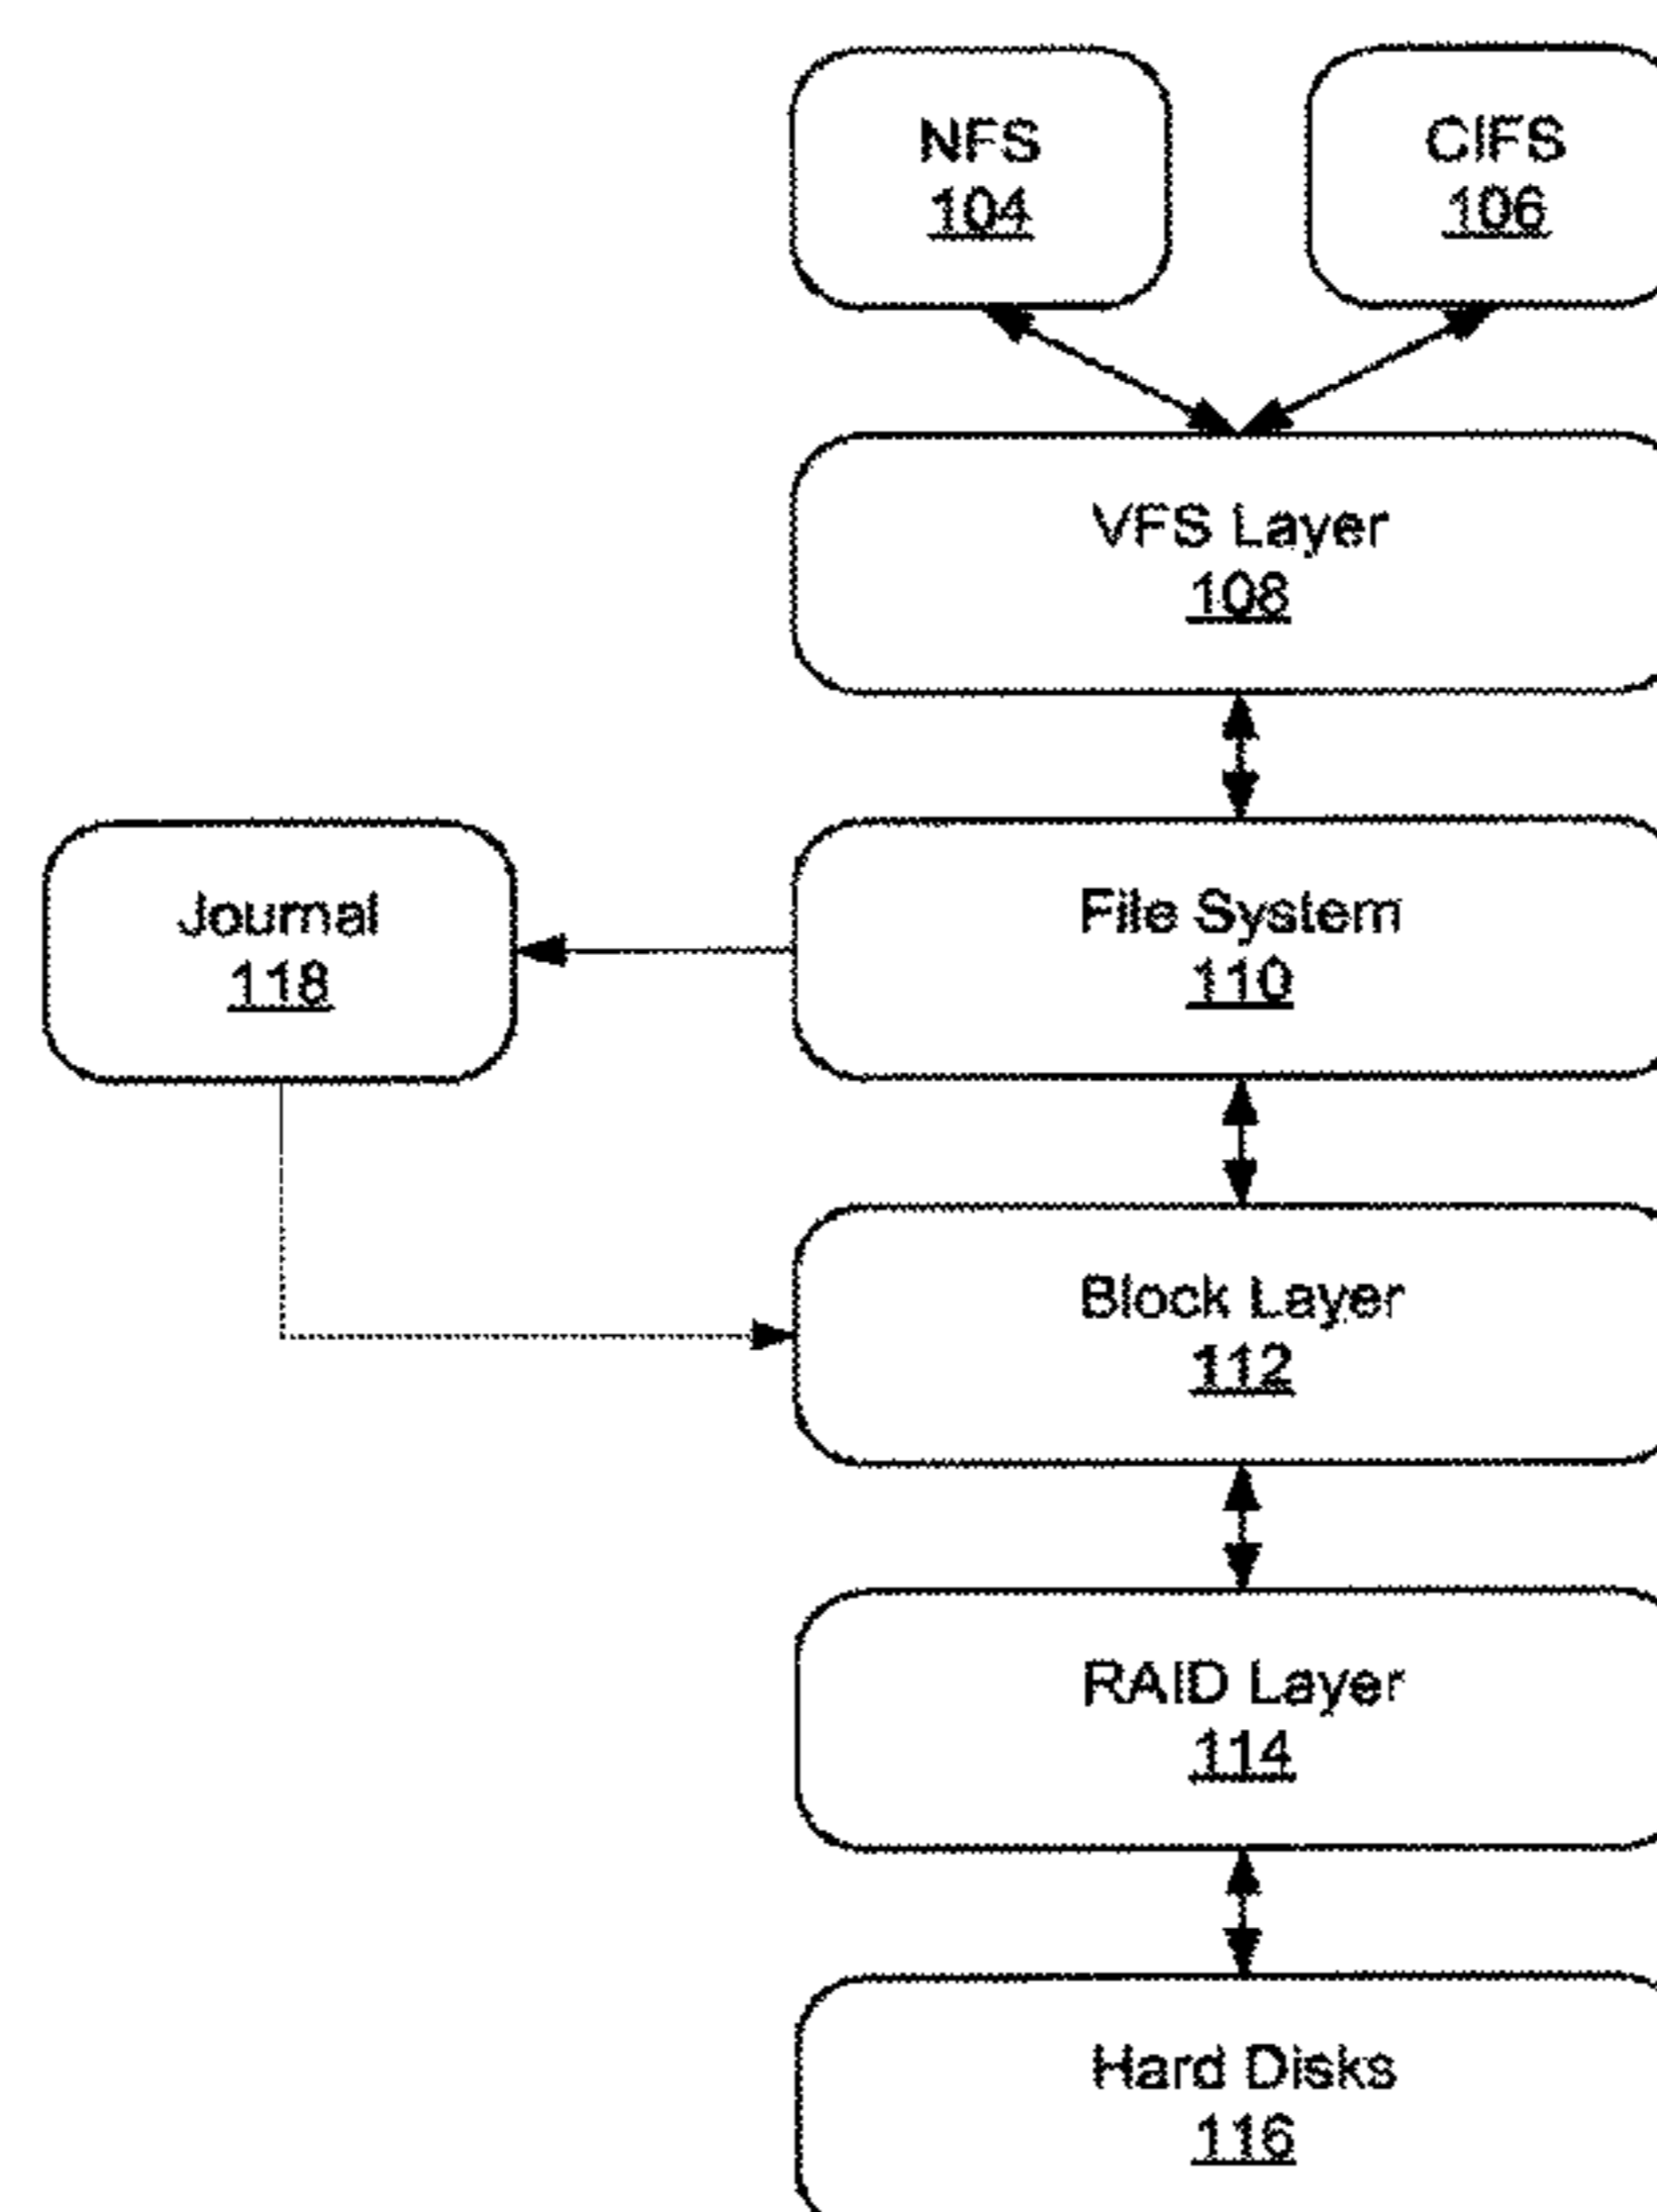 NFS
104
CIFS
106
VFS Layer
108
Journal
118
File System
110
Block Layer
112
RAID Layer
114
Hard Disks
116